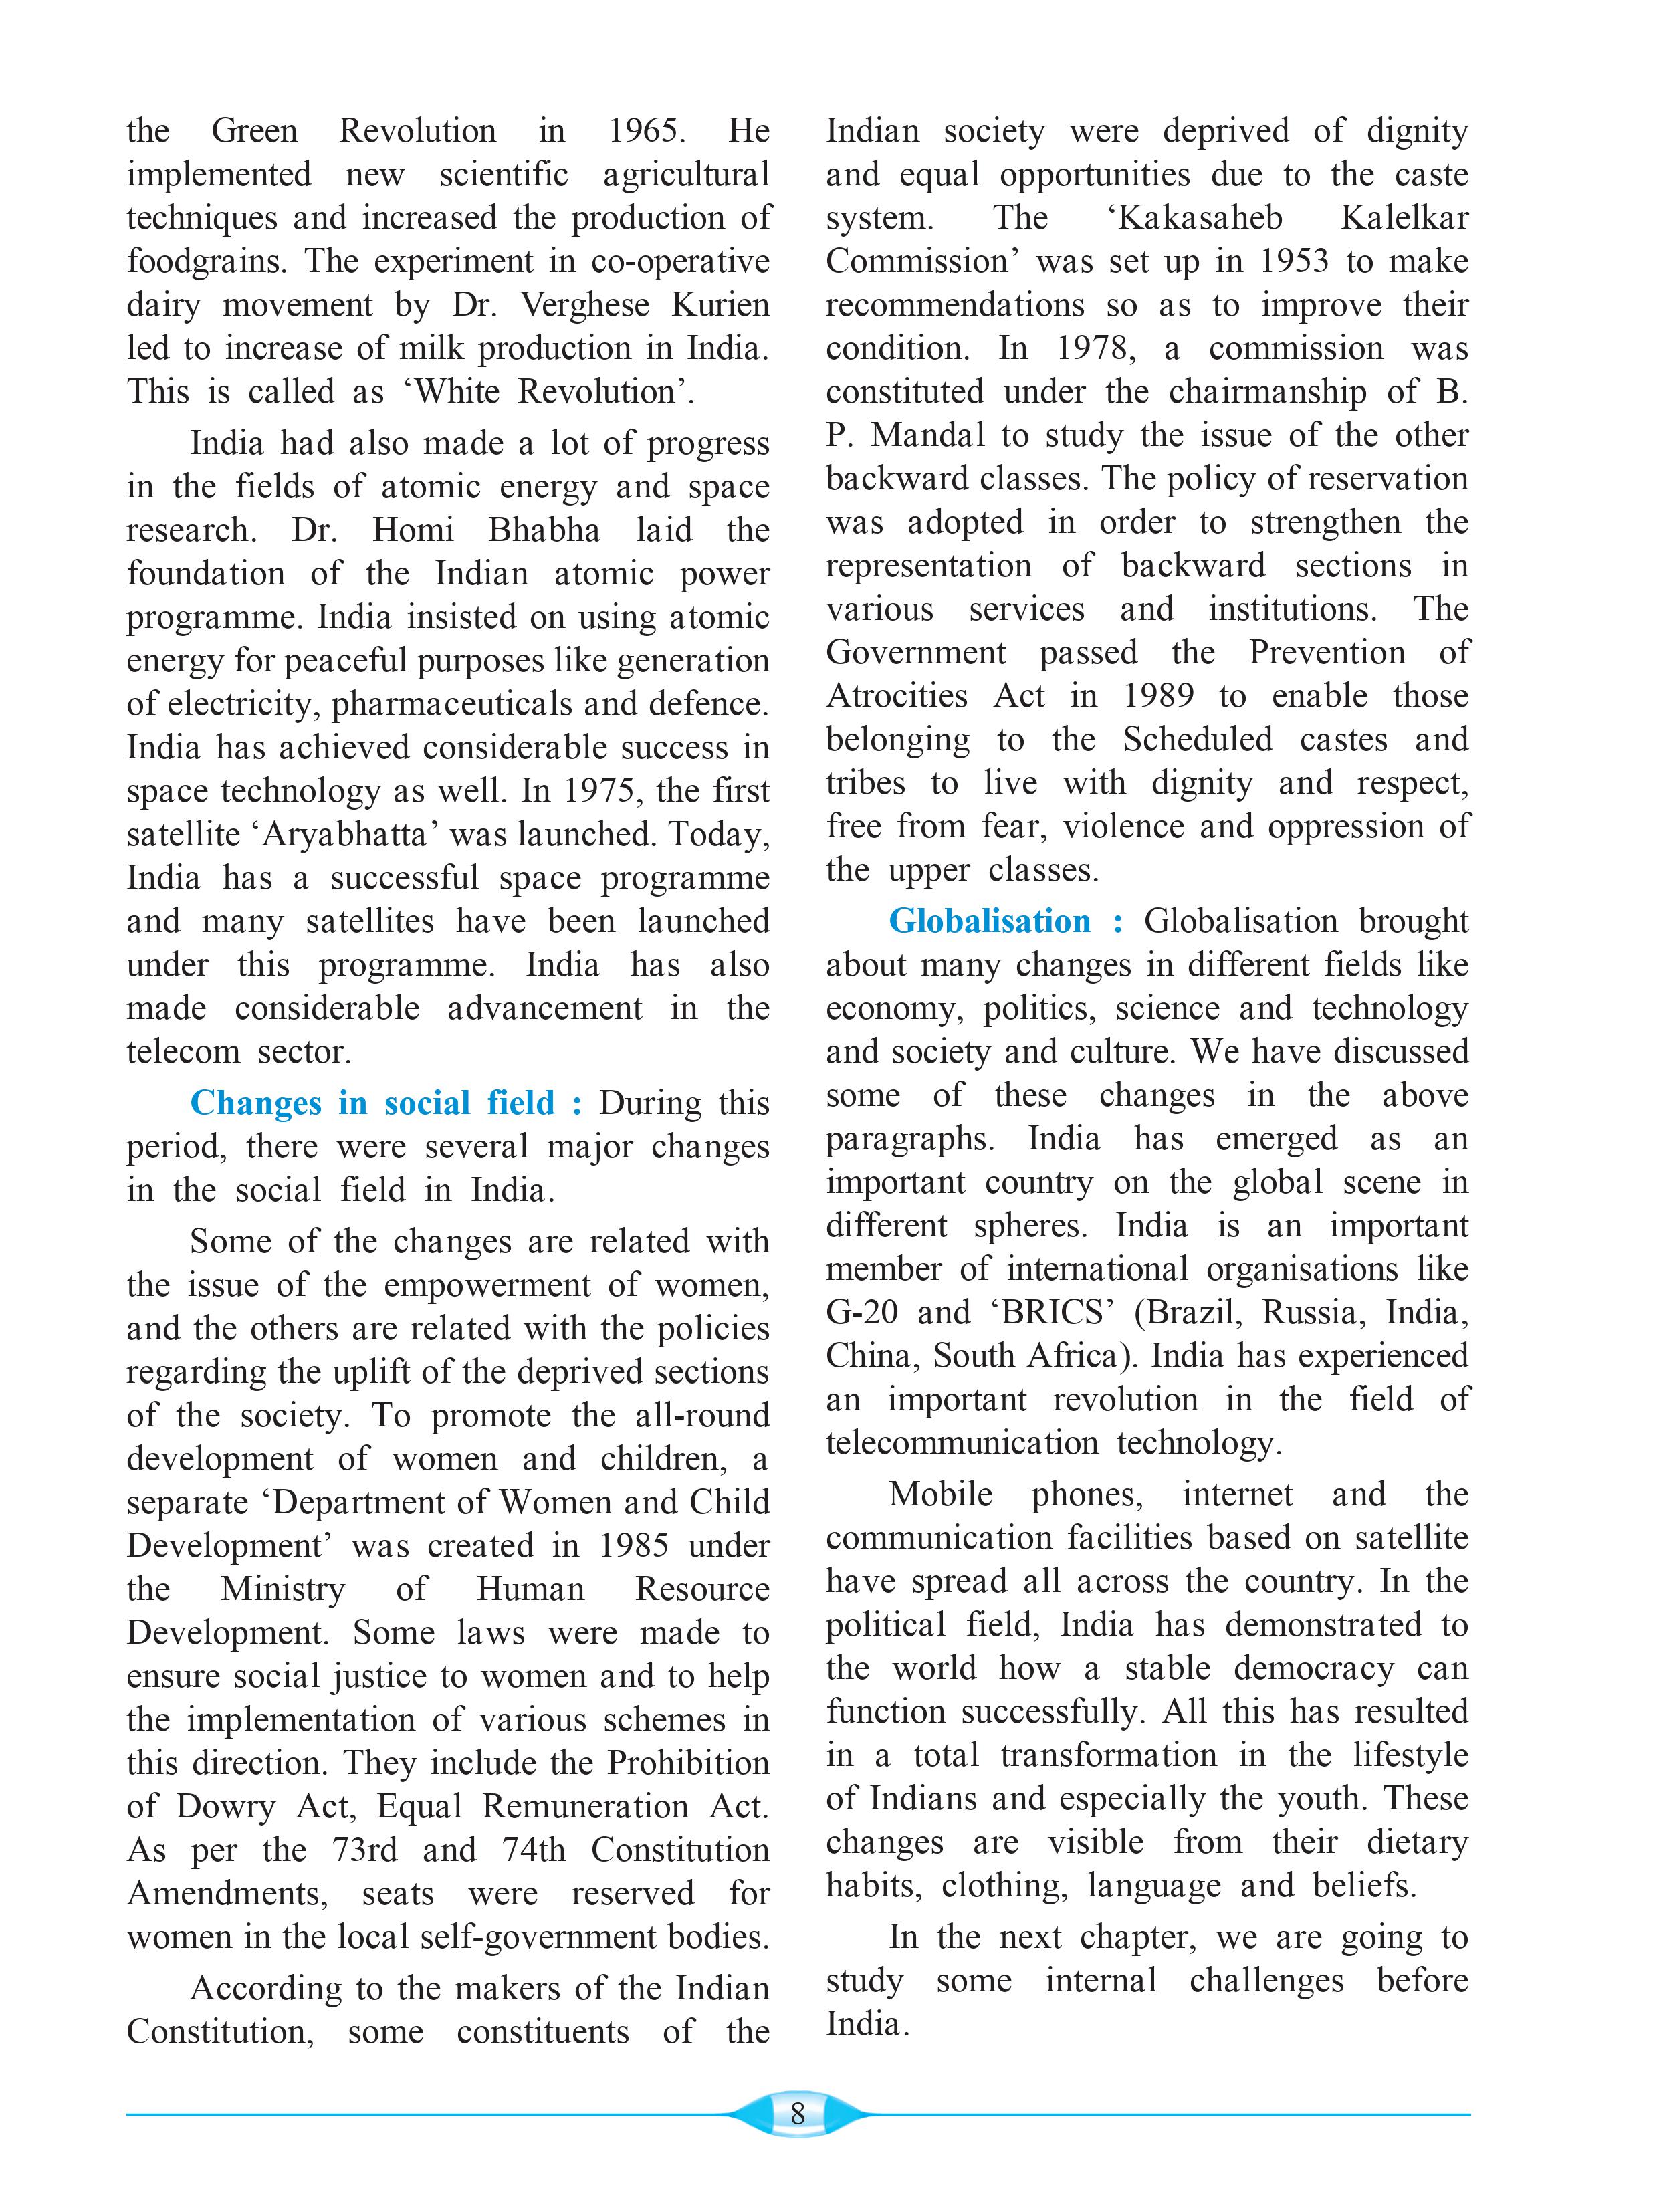 the Green Revolution in 1965. He
implemented new scientific agricultural
techniques and increased the production of
foodgrains. The experiment in co-operative
dairy movement by Dr. Verghese Kurien
led to increase of milk production in India.
This is called as ‘White Revolution’.
India had also made a lot of progress
in the fields of atomic energy and space
research. Dr. Homi Bhabha laid the
foundation of the Indian atomic power
programme. India insisted on using atomic
energy for peaceful purposes like generation
of electricity, pharmaceuticals and defence.
India has achieved considerable success in
space technology as well. In 1975, the first
satellite ‘Aryabhatta’ was launched. Today,
India has a successful space programme
and many satellites have been launched
under this programme. India has also
made considerable advancement in the
telecom sector.
Changes in social field : During this
period, there were several major changes
in the social field in India.
Some of the changes are related with
the issue of the empowerment of women,
and the others are related with the policies
regarding the uplift of the deprived sections
of the society. To promote the all-round
development of women and children, a
separate ‘Department of Women and Child
Development’ was created in 1985 under
the Ministry of Human Resource
Development. Some laws were made to
ensure social justice to women and to help
the implementation of various schemes in
this direction. They include the Prohibition
of Dowry Act, Equal Remuneration Act.
As per the 73rd and 74th Constitution
Amendments, seats were reserved for
women in the local self-government bodies.
According to the makers of the Indian
Constitution, some constituents of the
Indian society were deprived of dignity
and equal opportunities due to the caste
system. The ‘Kakasaheb Kalelkar
Commission’ was set up in 1953 to make
recommendations so as to improve their
condition. In 1978, a commission was
constituted under the chairmanship of B.
P. Mandal to study the issue of the other
backward classes. The policy of reservation
was adopted in order to strengthen the
representation of backward sections in
various services and institutions. The
Government passed the Prevention of
Atrocities Act in 1989 to enable those
belonging to the Scheduled castes and
tribes to live with dignity and respect,
free from fear, violence and oppression of
the upper classes.
Globalisation : Globalisation brought
about many changes in different fields like
economy, politics, science and technology
and society and culture. We have discussed
some of these changes in the above
paragraphs. India has emerged as an
important country on the global scene in
different spheres. India is an important
member of international organisations like
G-20 and ‘BRICS’ (Brazil, Russia, India,
China, South Africa). India has experienced
an important revolution in the field of
telecommunication technology.
Mobile phones, internet and the
communication facilities based on satellite
have spread all across the country. In the
political field, India has demonstrated to
the world how a stable democracy can
function successfully. All this has resulted
in a total transformation in the lifestyle
of Indians and especially the youth. These
changes are visible from their dietary
habits, clothing, language and beliefs.
In the next chapter, we are going to
study some internal challenges before
India.
8